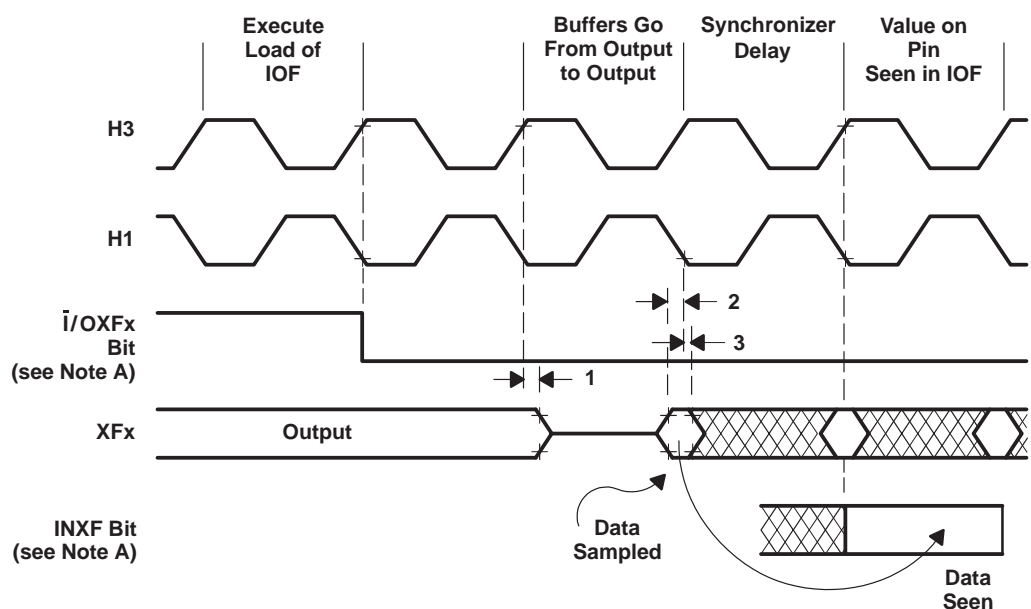 Execute
Load of
IOF
Buffers Go
From Output
to Output
Synchronizer
Delay
Value on
Pin
Seen in IOF
H3
H1
Ī/OXFx
Bit
(see Note A)
2
3
1
XFx
Output
Data
Sampled
INXF Bit
(see Note A)
Data
Seen